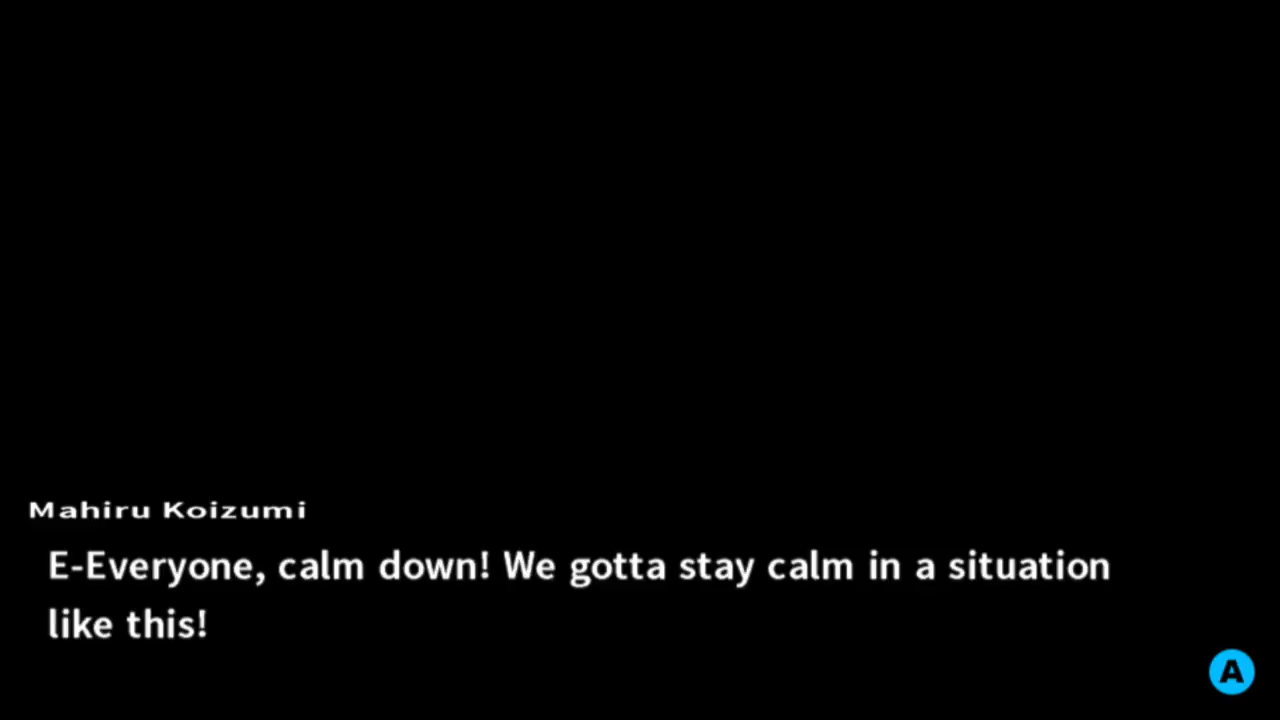 Mahiru Koizumi
E-Everyone, calm down! We gotta stay calm in a situation
like this!
A